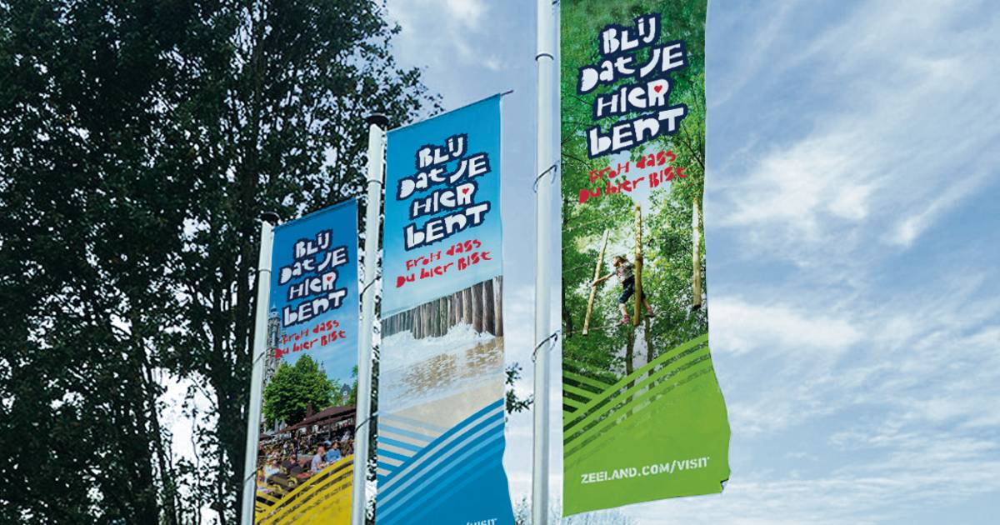 BLIJ
Dat JE
HIER
bENT
FroH dass
Du hier BIst
BLIJ
Dat JE
HIER
bENT
FroH dass
Du hier BIst
/VISIT
BLIJ
Dat JE
HIER
bENT
FroH dass
Du hier BIst
ZEELAND.COM/VISIT